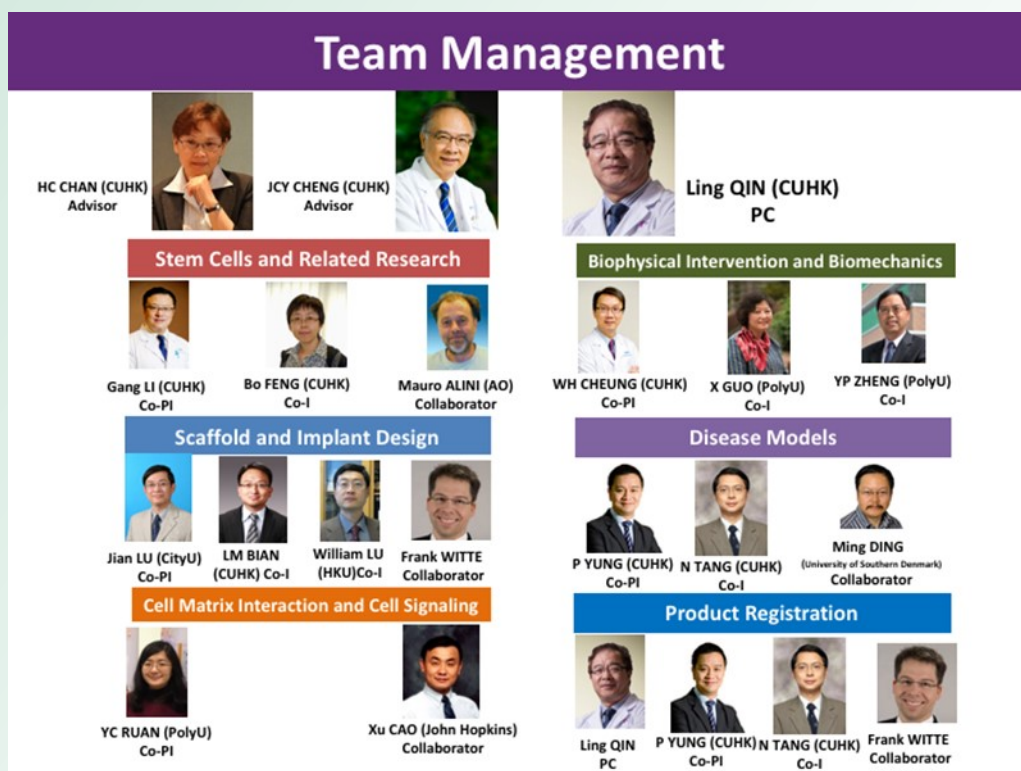 Team Management
HC CHAN (CUHK)
Advisor
JCY CHENG (CUHK)
Advisor
Ling QIN (CUHK)
PC
Stem Cells and Related Research
Gang LI (CUHK)
Co-PI
Bo FENG (CUHK)
Co-I
Mauro ALINI (AO)
Collaborator
Biophysical Intervention and Biomechanics
WH CHEUNG (CUHK)
Co-PI
X GUO (PolyU)
Co-I
YP ZHENG (PolyU)
Co-I
Scaffold and Implant Design
Jian LU (CityU)
Co-PI
LM BIAN
(CUHK) Co-I
William LU
(HKU)Co-I
Frank WITTE
Collaborator
Disease Models
P YUNG (CUHK)
Co-PI
N TANG (CUHK)
Co-I
Ming DING
(University of Southern Denmark)
Collaborator
Cell Matrix Interaction and Cell Signaling
YC RUAN (PolyU)
Co-PI
Xu CAO (John Hopkins)
Collaborator
Product Registration
Ling QIN
PC
P YUNG (CUHK)
Co-PI
N TANG (CUHK)
Co-I
Frank WITTE
Collaborator